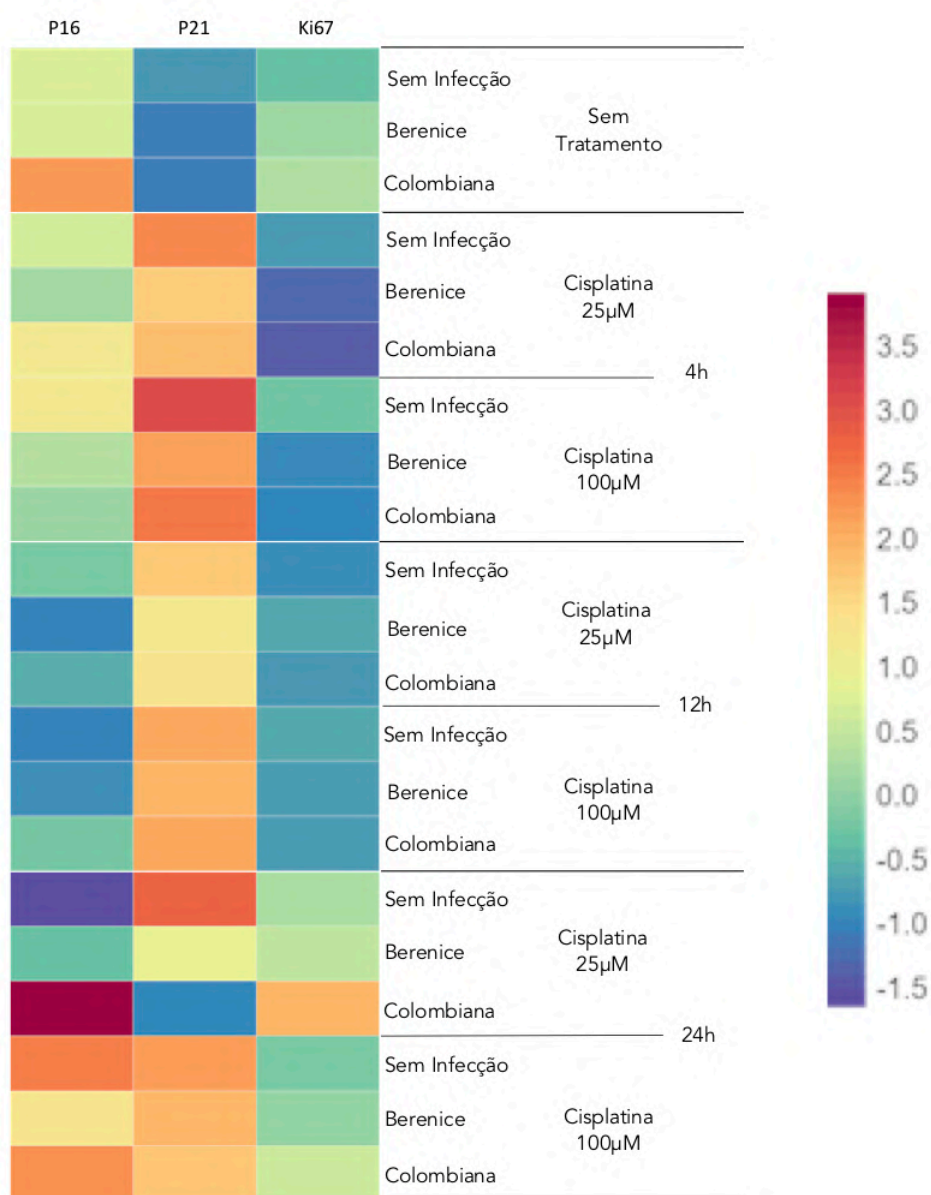 P16 P21 Ki67
Sem Infecção
Berenice
Colombiana
Sem
Tratamento
Sem Infecção
Berenice
Colombiana
Cisplatina
25µM
4h
Sem Infecção
Berenice
Colombiana
Cisplatina
100µM
Sem Infecção
Berenice
Colombiana
Cisplatina
25µM
12h
Sem Infecção
Berenice
Colombiana
Cisplatina
100µM
Sem Infecção
Berenice
Colombiana
Cisplatina
25µM
24h
Sem Infecção
Berenice
Colombiana
Cisplatina
100µM
3.5
3.0
2.5
2.0
1.5
1.0
0.5
0.0
-0.5
-1.0
-1.5